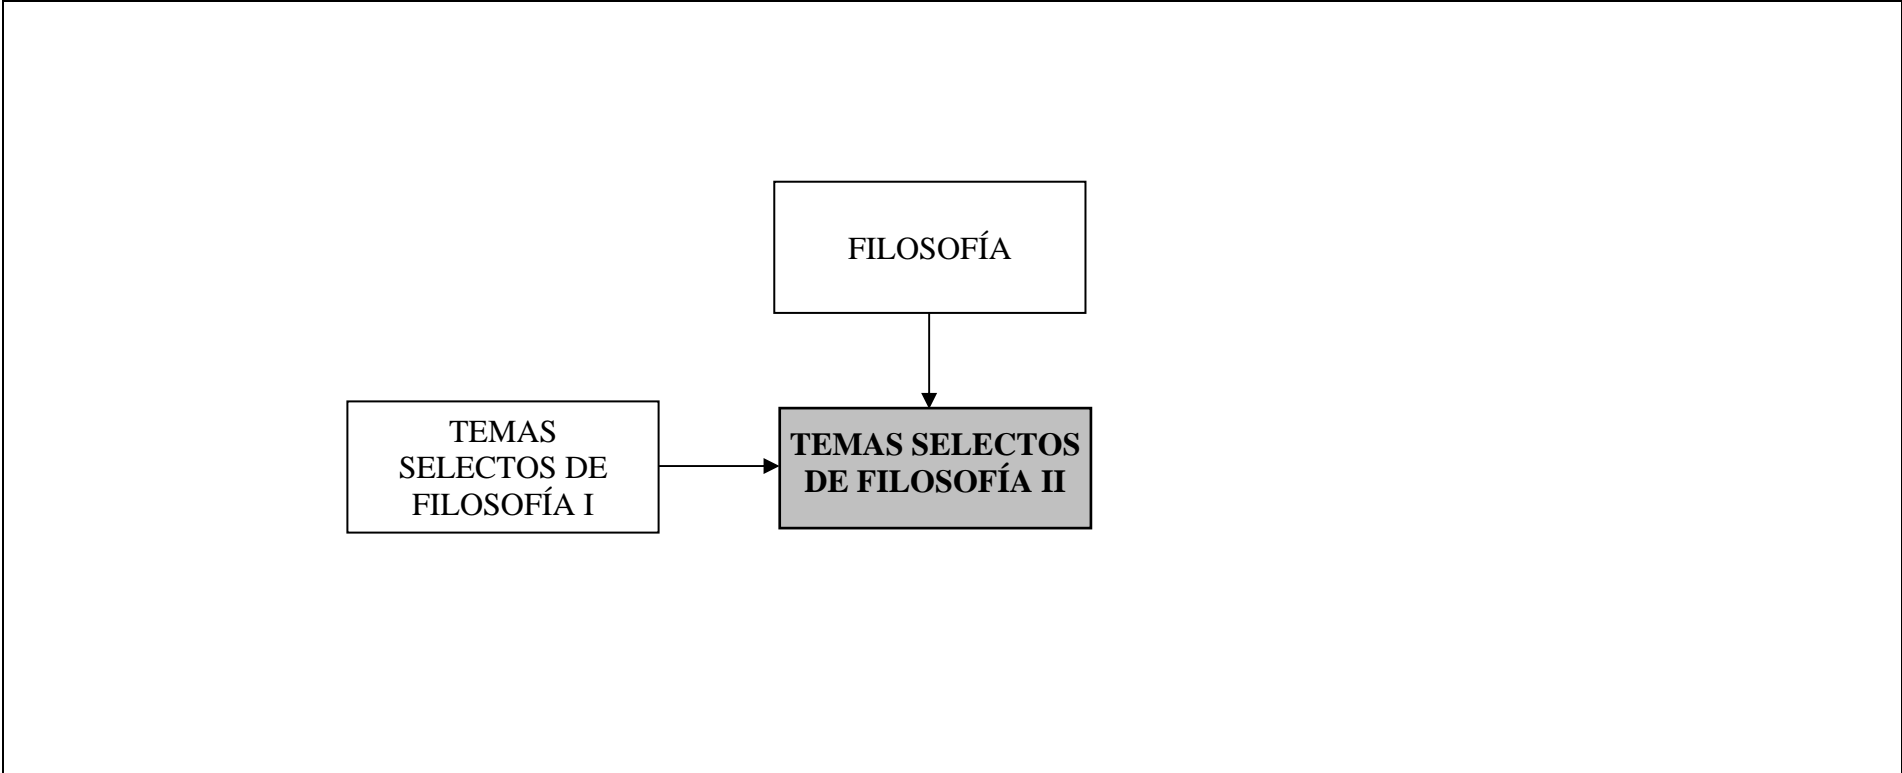 FILOSOFÍA
TEMAS
SELECTOS DE
FILOSOFÍA I
TEMAS SELECTOS
DE FILOSOFÍA II